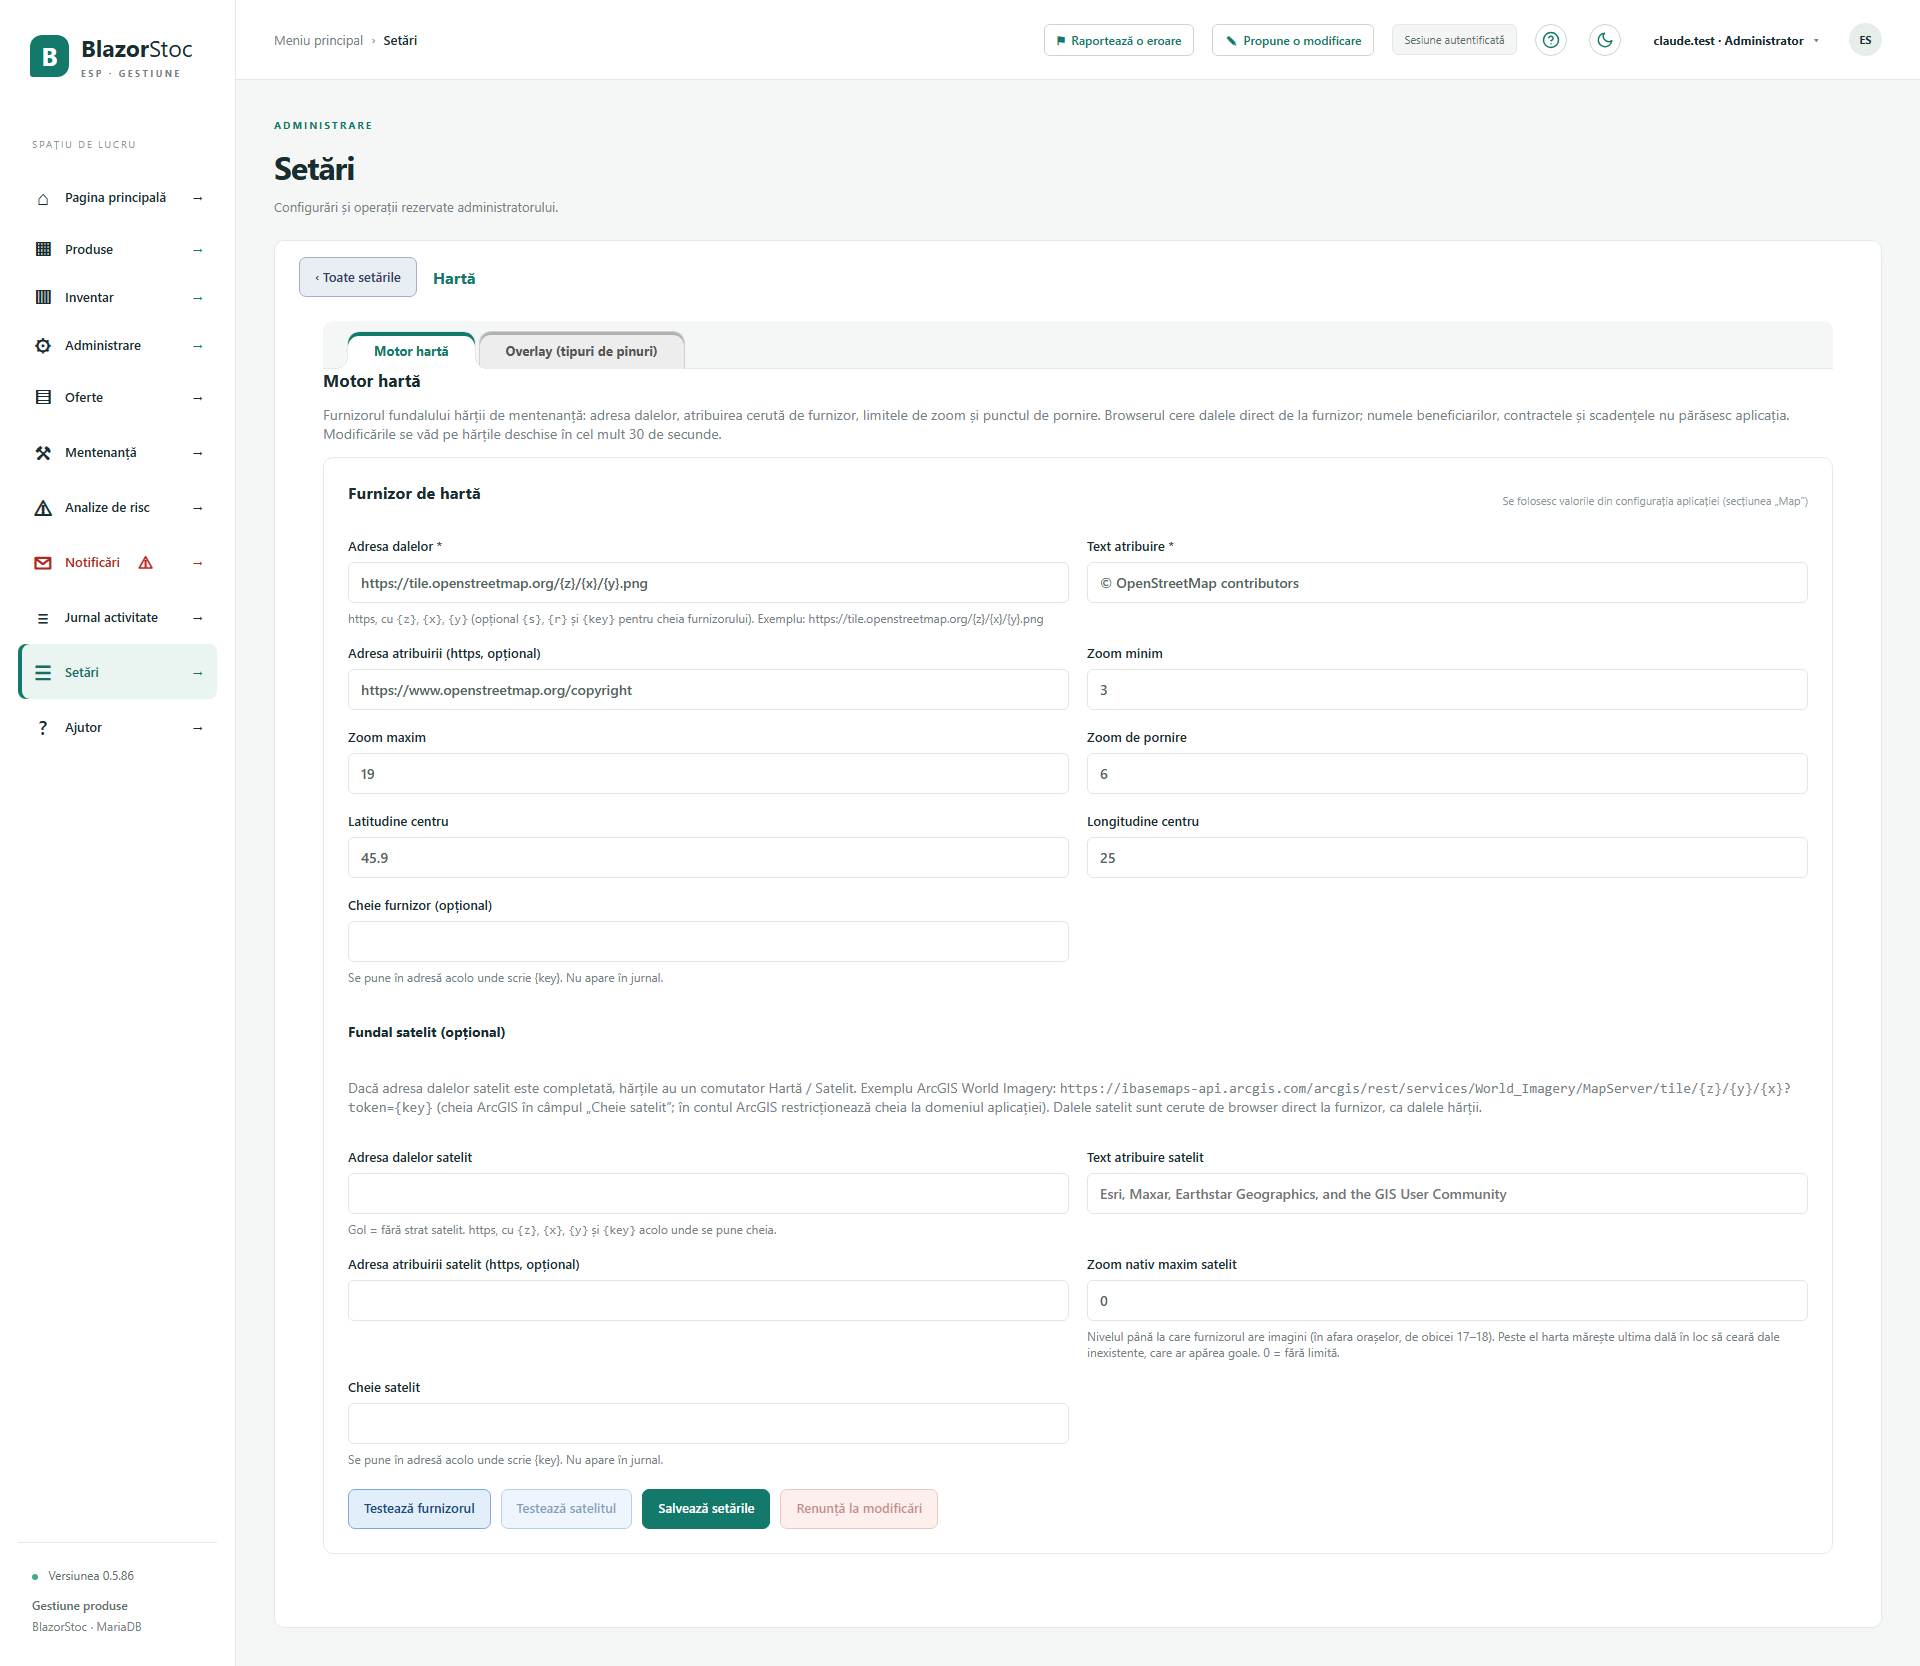 B
BlazorStoc
ESP · GESTIUNE
Meniu principal › Setări
Raportează o eroare
Propune o modificare
Sesiune autentificată
claude.test · Administrator
ES
SPAȚIU DE LUCRU
Pagina principală →
Produse →
Inventar →
Administrare →
Oferte →
Mentenanță →
Analize de risc →
Notificări →
Jurnal activitate →
Setări →
? Ajutor →
Versiunea 0.5.86
Gestiune produse
BlazorStoc · MariaDB
ADMINISTRARE
Setări
Configurări și operații rezervate administratorului.
‹ Toate setările
Hartă
Motor hartă
Overlay (tipuri de pinuri)
Motor hartă
Furnizorul fundalului hărții de mentenanță: adresa dalelor, atribuirea cerută de furnizor, limitele de zoom și punctul de pornire. Browserul cere dalele direct de la furnizor; numele beneficiarilor, contractele și scadențele nu părăsesc aplicația.
Modificările se văd pe hărțile deschise în cel mult 30 de secunde.
Furnizor de hartă
Se folosesc valorile din configurația aplicației (secțiunea „Map”)
Adresa dalelor *
Text atribuire *
https://tile.openstreetmap.org/{z}/{x}/{y}.png
© OpenStreetMap contributors
https, cu {z}, {x}, {y} (opțional {s}, {r} și {key} pentru cheia furnizorului). Exemplu: https://tile.openstreetmap.org/{z}/{x}/{y}.png
Adresa atribuirii (https, opțional)
Zoom minim
https://www.openstreetmap.org/copyright
3
Zoom maxim
Zoom de pornire
19
6
Latitudine centru
Longitudine centru
45.9
25
Cheie furnizor (opțional)
Se pune în adresă acolo unde scrie {key}. Nu apare în jurnal.
Fundal satelit (opțional)
Dacă adresa dalelor satelit este completată, hărțile au un comutator Hartă / Satelit. Exemplu ArcGIS World Imagery: https://ibasemaps-api.arcgis.com/arcgis/rest/services/World_Imagery/MapServer/tile/{z}/{y}/{x}?
token={key} (cheia ArcGIS în câmpul „Cheie satelit”; în contul ArcGIS restricționează cheia la domeniul aplicației). Dalele satelit sunt cerute de browser direct la furnizor, ca dalele hărții.
Adresa dalelor satelit
Text atribuire satelit
Esri, Maxar, Earthstar Geographics, and the GIS User Community
Gol = fără strat satelit. https, cu {z}, {x}, {y} și {key} acolo unde se pune cheia.
Adresa atribuirii satelit (https, opțional)
Zoom nativ maxim satelit
0
Nivelul până la care furnizorul are imagini (în afara orașelor, de obicei 17–18). Peste el harta mărește ultima dală în loc să ceară dale
inexistente, care ar apărea goale. 0 = fără limită.
Cheie satelit
Se pune în adresă acolo unde scrie {key}. Nu apare în jurnal.
Testează furnizorul
Testează satelitul
Salvează setările
Renunță la modificări